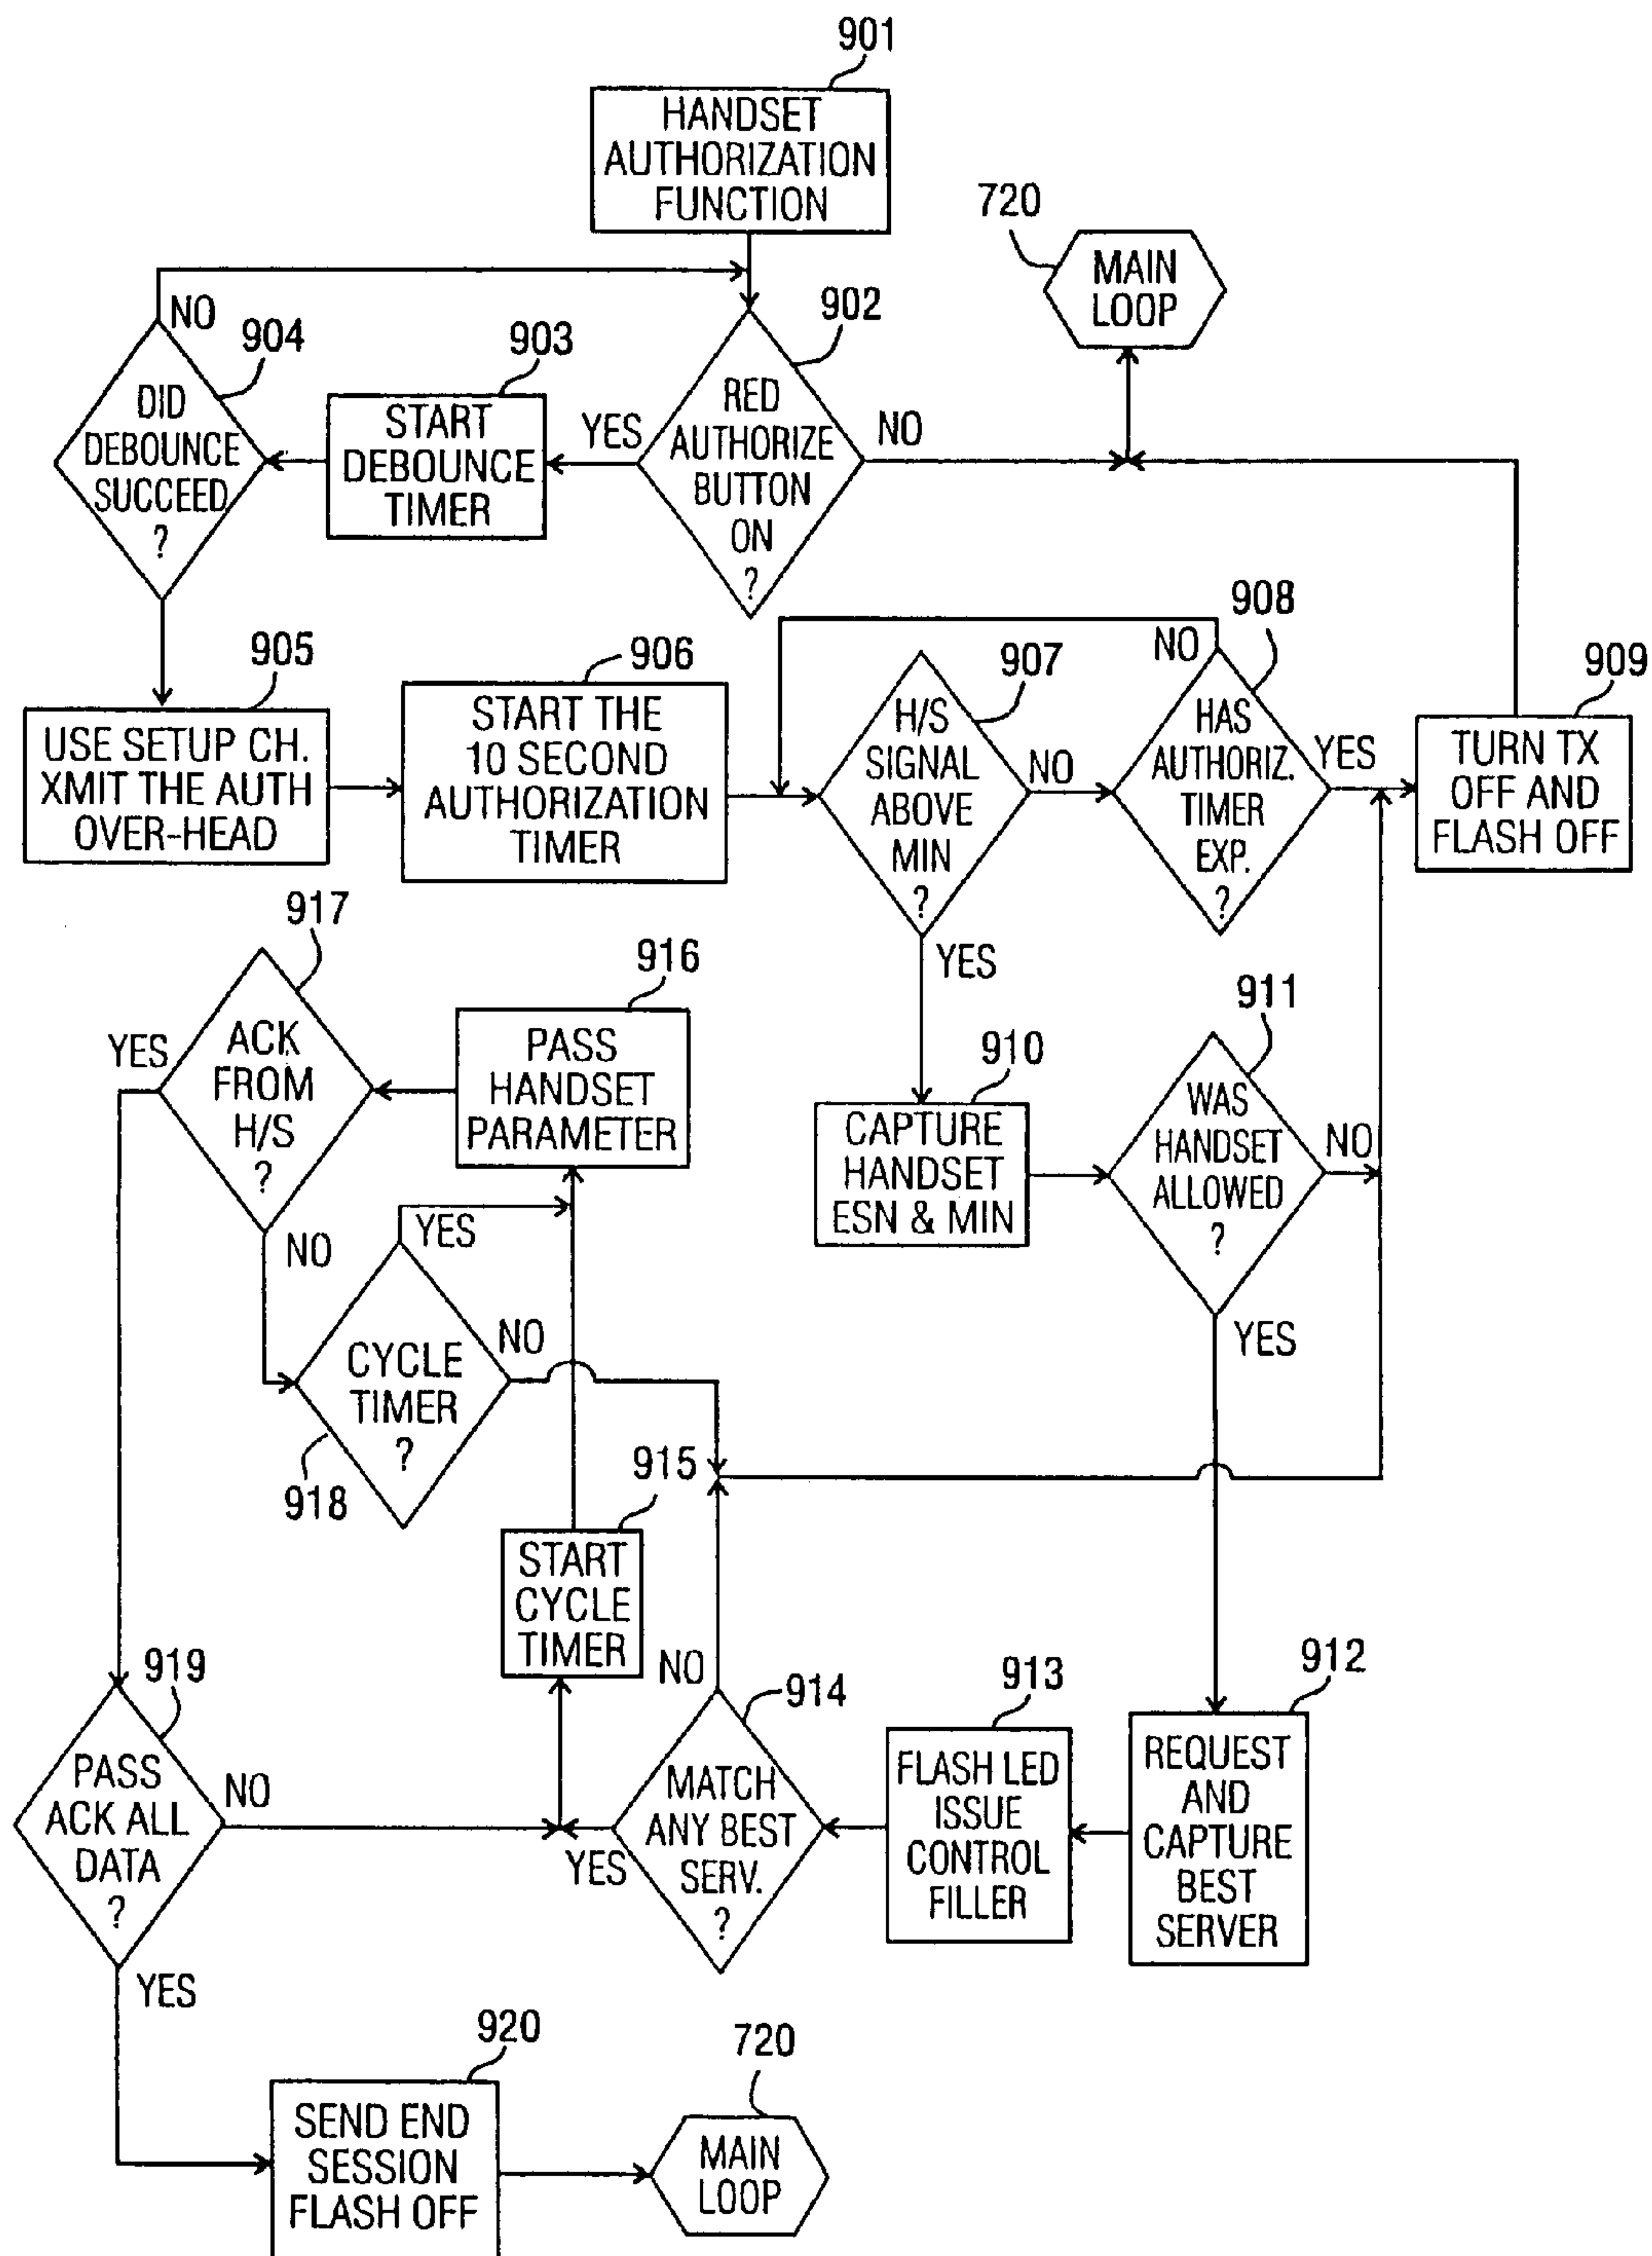 901
HANDSET
AUTHORIZATION
FUNCTION
720
MAIN
LOOP
902
RED
AUTHORIZE
BUTTON
ON
?
YES
NO
903
START
DEBOUNCE
TIMER
904
NO
DID
DEBOUNCE
SUCCEED
?
905
USE SETUP CH.
XMIT THE AUTH
OVER-HEAD
906
START THE
10 SECOND
AUTHORIZATION
TIMER
907
H/S
SIGNAL
ABOVE
MIN
?
NO
YES
908
NO
HAS
AUTHORIZ.
TIMER
EXP.
?
YES
909
TURN TX
OFF AND
FLASH OFF
910
CAPTURE
HANDSET
ESN & MIN
911
WAS
HANDSET
ALLOWED
?
NO
YES
917
ACK
FROM
H/S
?
YES
NO
916
PASS
HANDSET
PARAMETER
YES
CYCLE
TIMER
?
NO
918
915
START
CYCLE
TIMER
912
REQUEST
AND
CAPTURE
BEST
SERVER
913
FLASH LED
ISSUE
CONTROL
FILLER
914
NO
MATCH
ANY BEST
SERV.
?
YES
919
PASS
ACK ALL
DATA
?
NO
YES
920
SEND END
SESSION
FLASH OFF
720
MAIN
LOOP